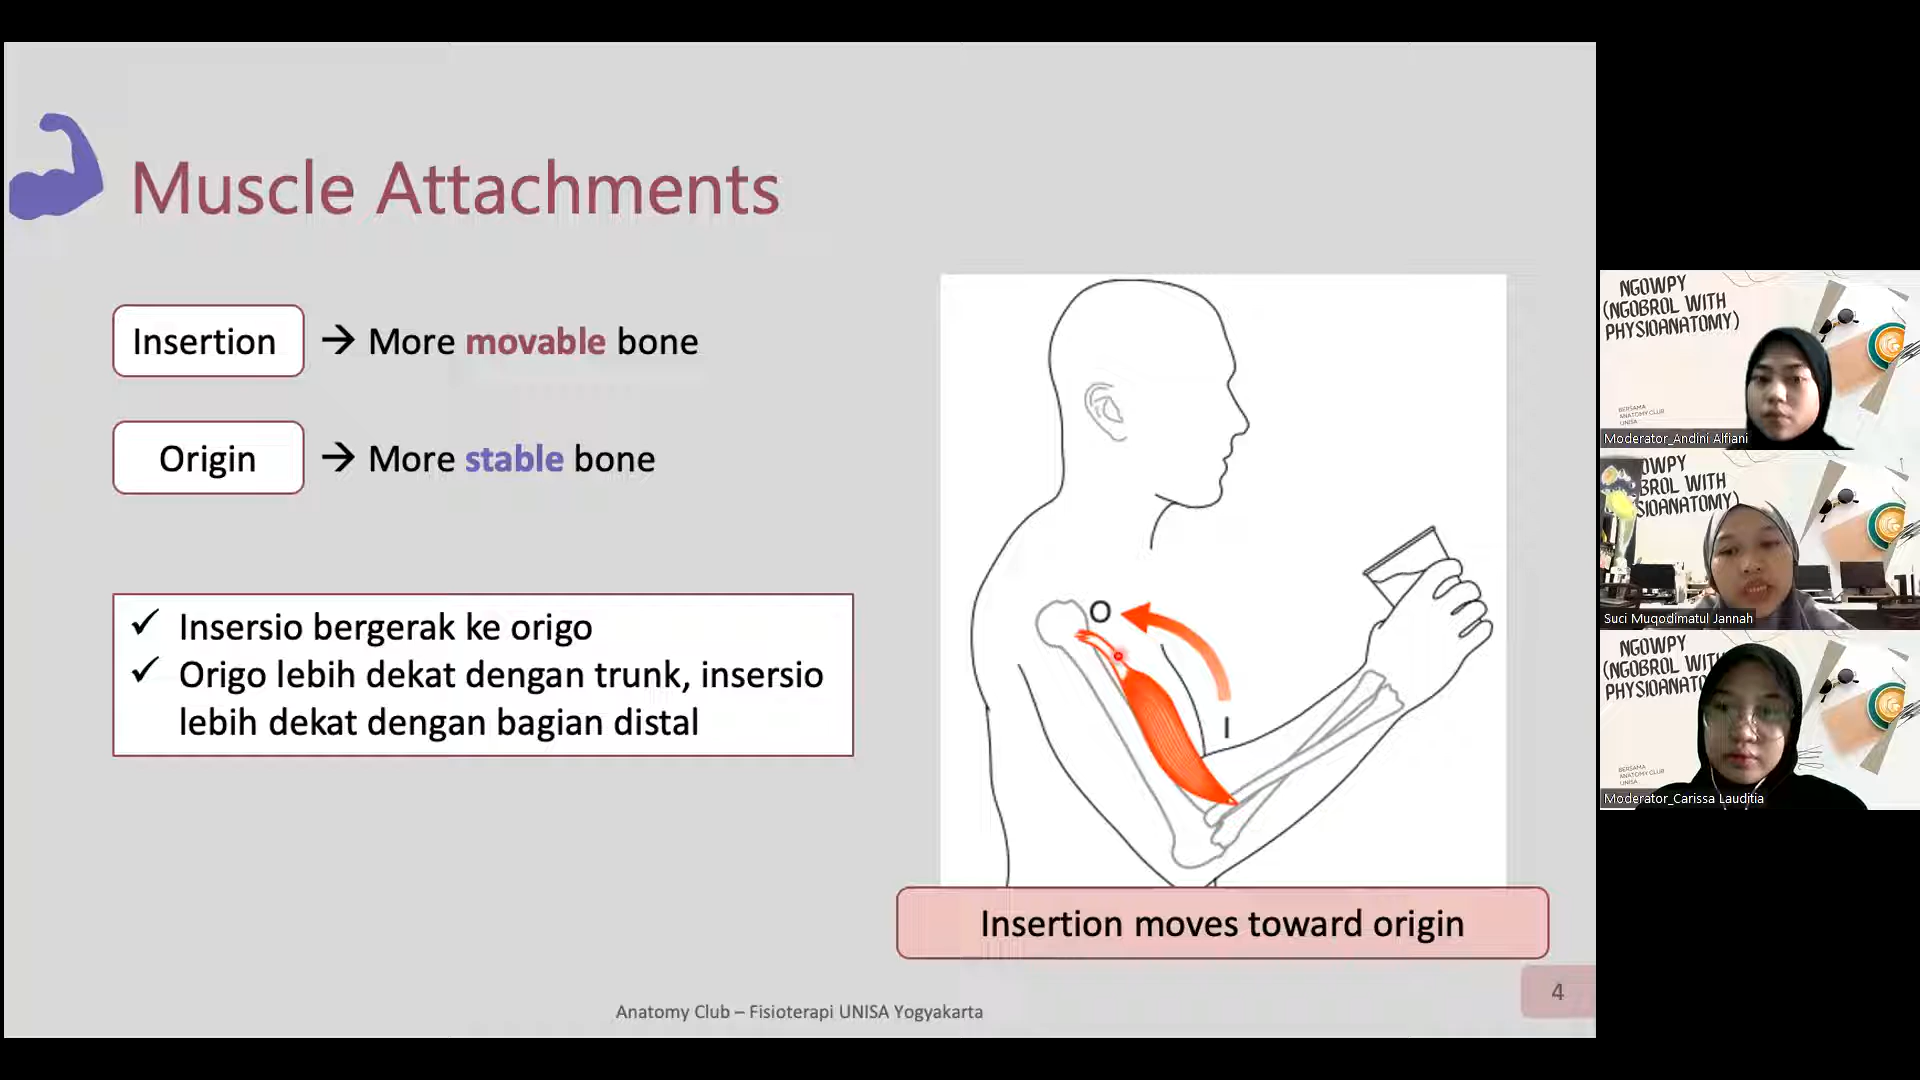 Muscle Attachments
Insertion → More movable bone
Origin → More stable bone
✓ Insersio bergerak ke origo
✓ Origo lebih dekat dengan trunk, insersio
lebih dekat dengan bagian distal
O
I
Insertion moves toward origin
4
Anatomy Club – Fisioterapi UNISA Yogyakarta
NGOWPY
(NGOBROL WITH
PHYSIOANATOMY)
BERSAMA
ANATOMY CLUB
UNISA
Moderator_Andini Alfiani
OWPY
BROL WITH
SIOANATOMY)
Suci Muqodimatul Jannah
NGOWPY
(NGOBROL WITH
PHYSIOANATO
BERSAMA
ANATOMY CLUB
UNISA
Moderator_Carissa Lauditia